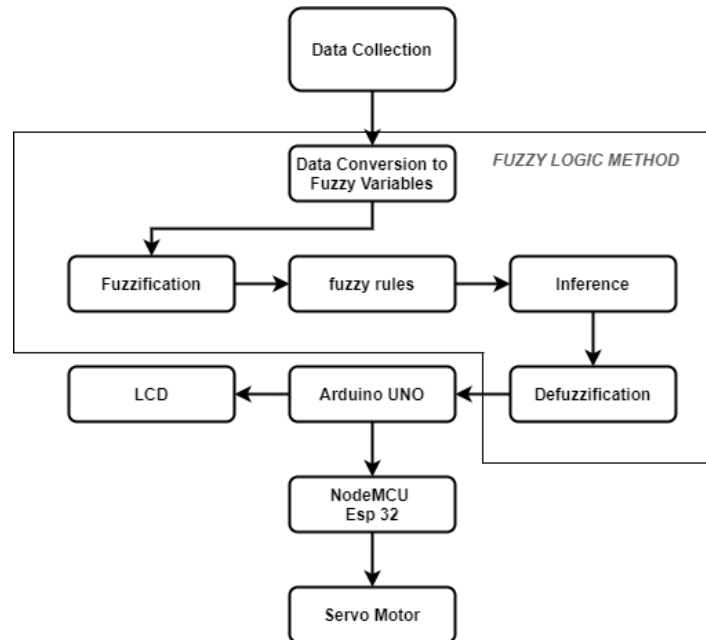 Data Collection
Data Conversion to
Fuzzy Variables
FUZZY LOGIC METHOD
Fuzzification
fuzzy rules
Inference
LCD
Arduino UNO
Defuzzification
NodeMCU
Esp 32
Servo Motor